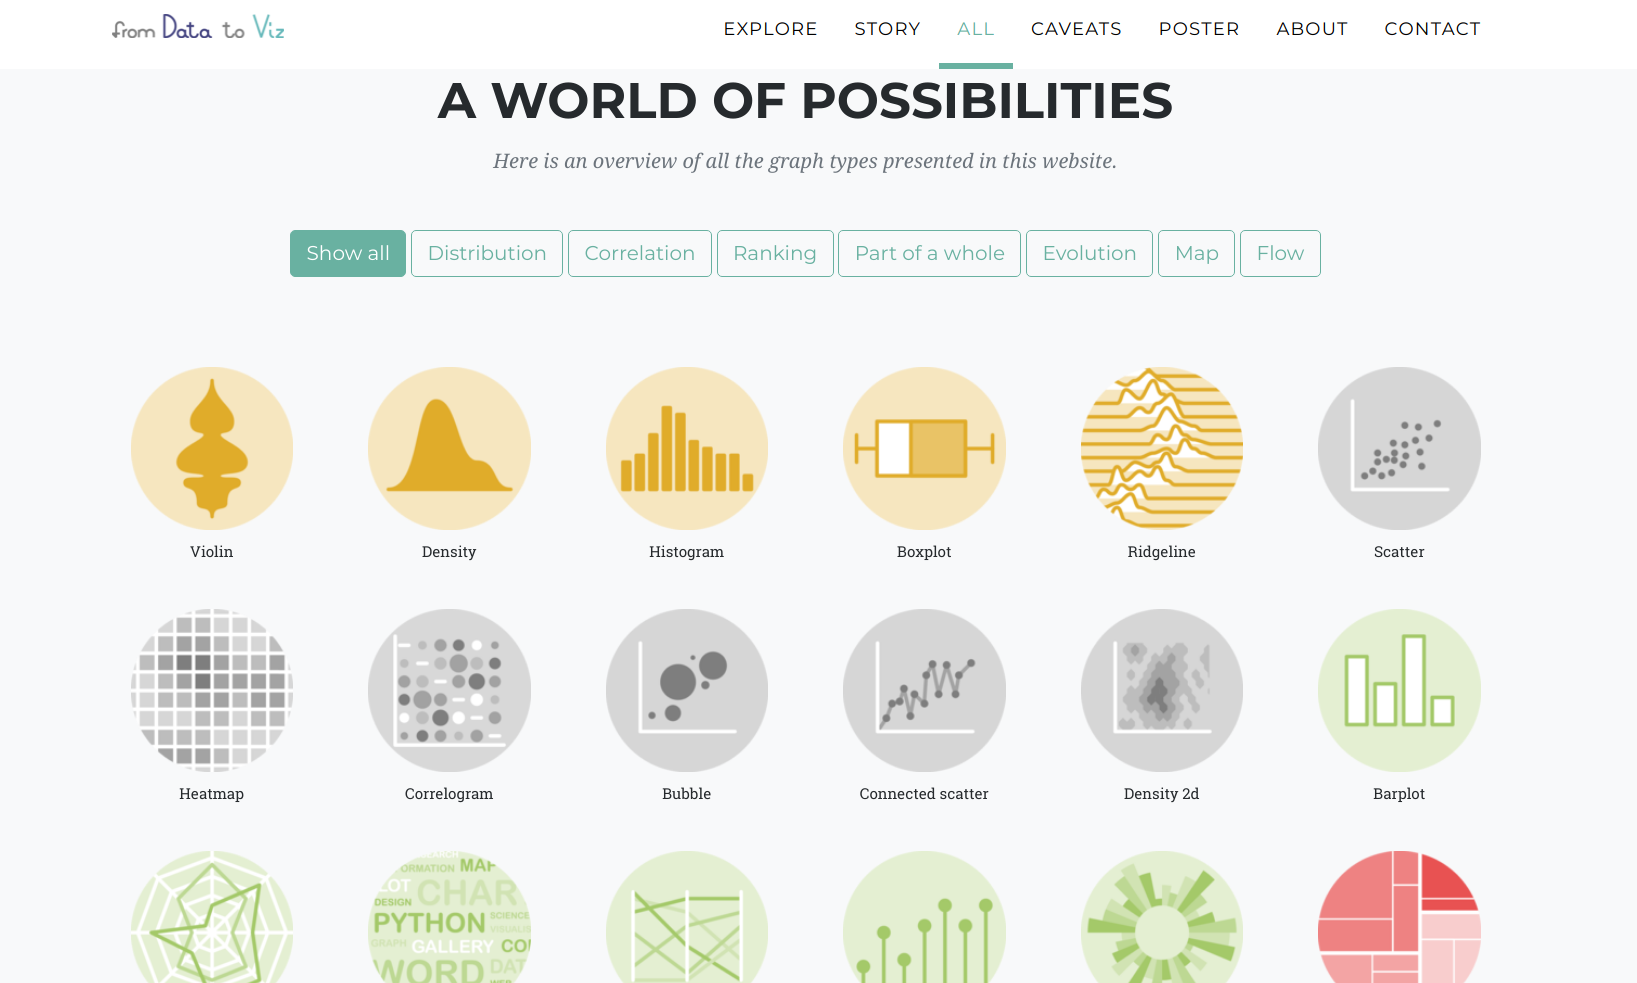 from Data to Viz
EXPLORE STORY ALL CAVEATS POSTER ABOUT CONTACT
A WORLD OF POSSIBILITIES
Here is an overview of all the graph types presented in this website.
Show all Distribution Correlation Ranking Part of a whole Evolution Map Flow
Violin Density Histogram Boxplot Ridgeline Scatter
Heatmap Correlogram Bubble Connected scatter Density 2d Barplot
ORMATION MAP
LOT CHAR
DESIGN
PYTHON SCIENCE
GRAPH GALLERY CO
WORD DAT